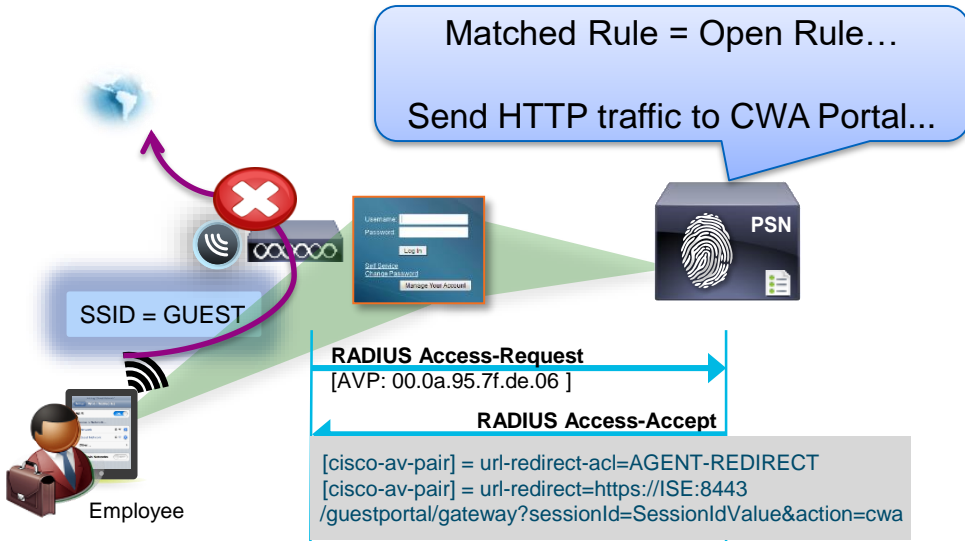 Matched Rule = Open Rule…
Send HTTP traffic to CWA Portal...
PSN
Username:
Password:
Log In
Self Service
Change Password
Manage Your Account
SSID = GUEST
RADIUS Access-Request
[AVP: 00.0a.95.7f.de.06 ]
RADIUS Access-Accept
[cisco-av-pair] = url-redirect-acl=AGENT-REDIRECT
[cisco-av-pair] = url-redirect=https://ISE:8443
/guestportal/gateway?sessionId=SessionIdValue&action=cwa
Employee